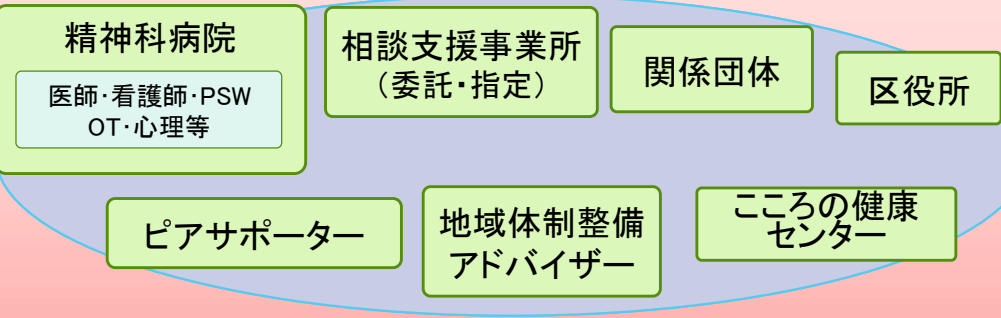 精神科病院
医師・看護師・PSW
OT・心理等
相談支援事業所
（委託・指定）
関係団体
区役所
ピアサポーター
地域体制整備
アドバイザー
こころの健康
センター